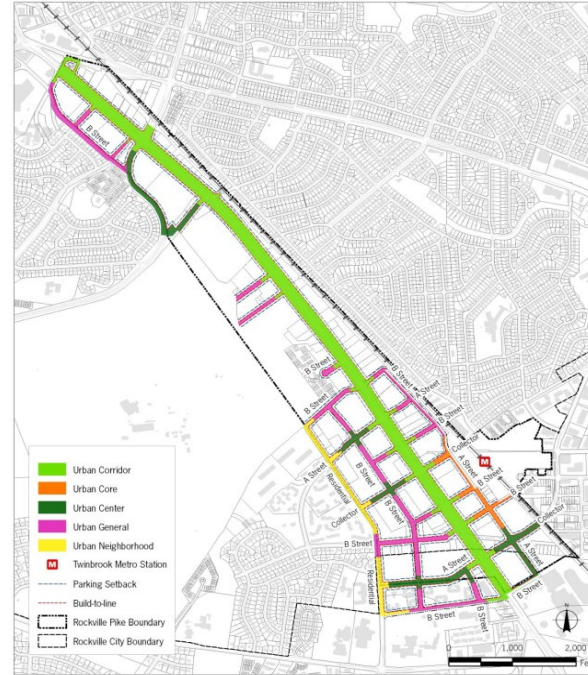 B Street
B Street
B Street
A Street
B Street
B Street
B Street
A Street
Collector
A Street
B Street
B Street
Residential
Collector
B Street
Collector
A Street
B Street
A Street
B Street
Residential
B Street
Urban Corridor
Urban Core
Urban Center
Urban General
Urban Neighborhood
M Twinbrook Metro Station
Parking Setback
Build-to-line
Rockville Pike Boundary
Rockville City Boundary
M
N
0 1,000 2,000